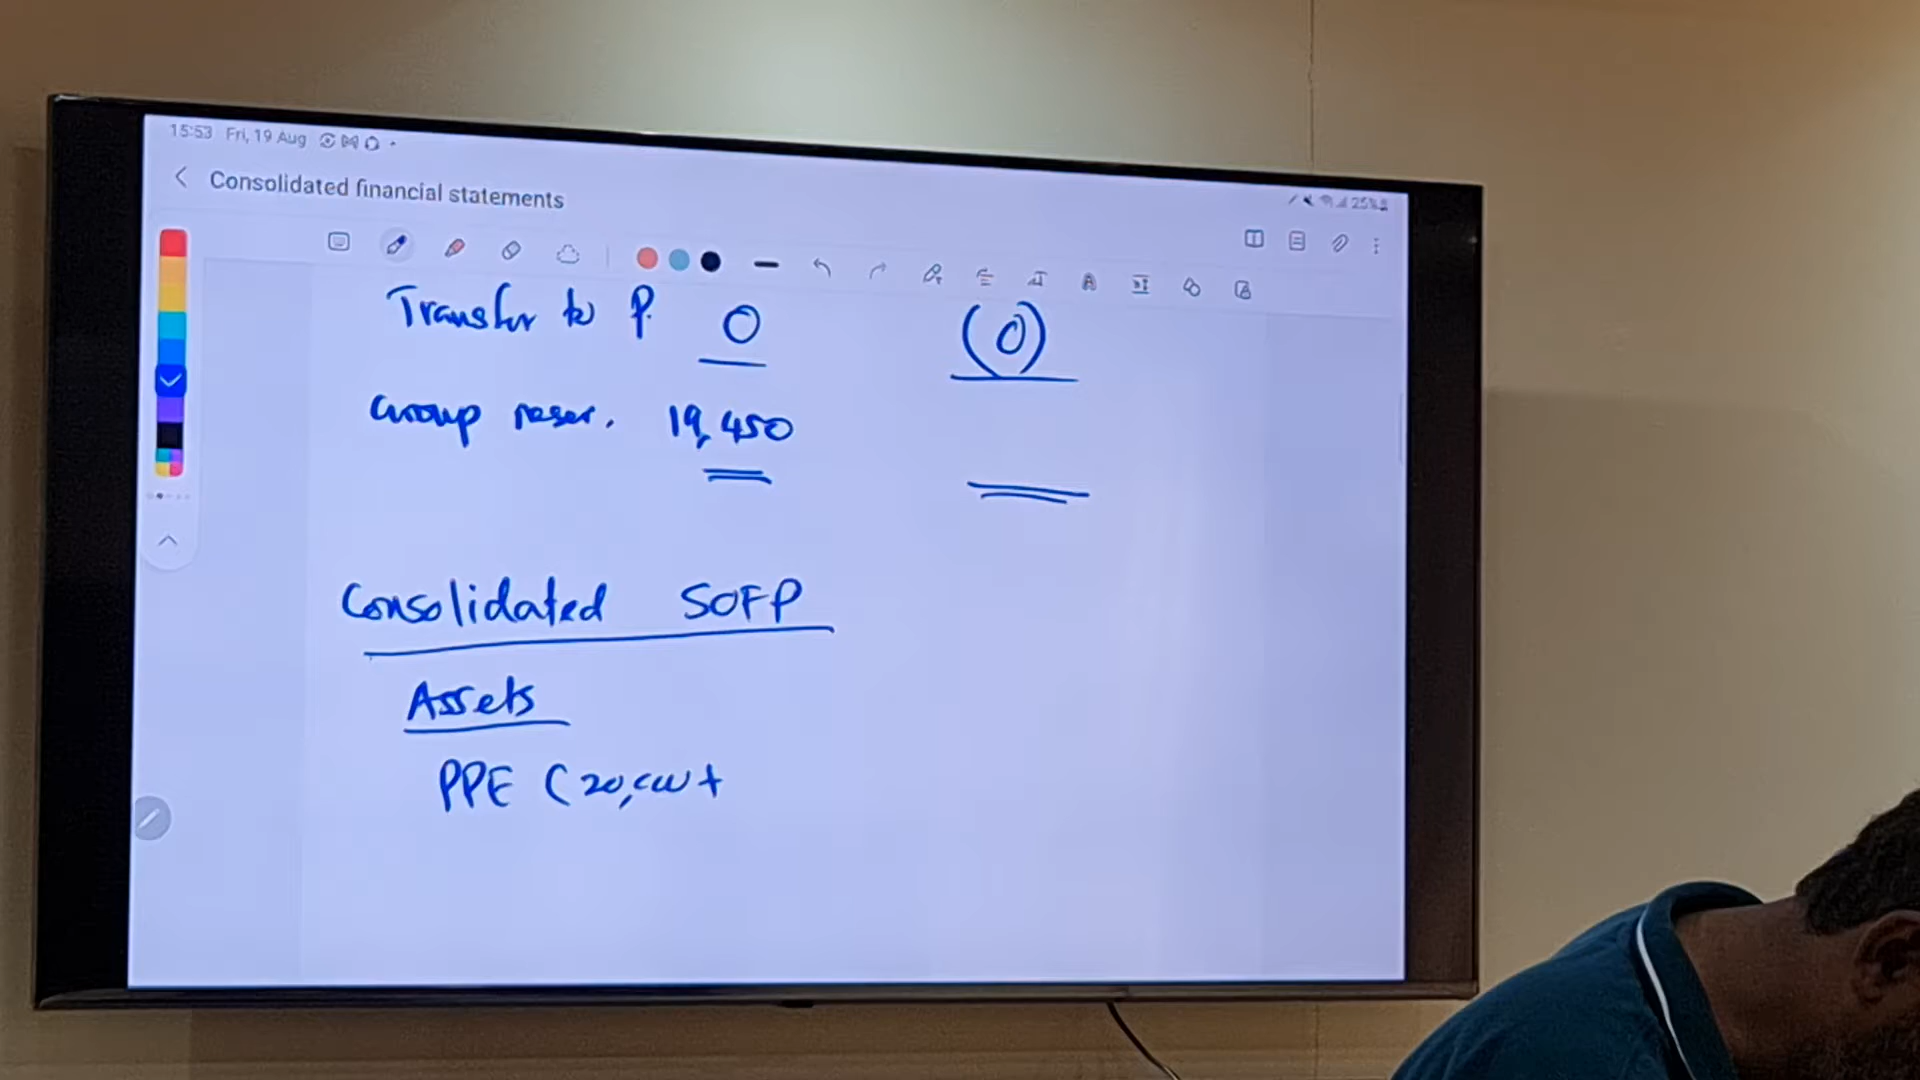 15:53 Fri, 19 Aug
25%
Consolidated financial statements
Transfer to P. 0 (0)
Group reser. 19,450
Consolidated SOFP
Assets
PPE (20,000 +